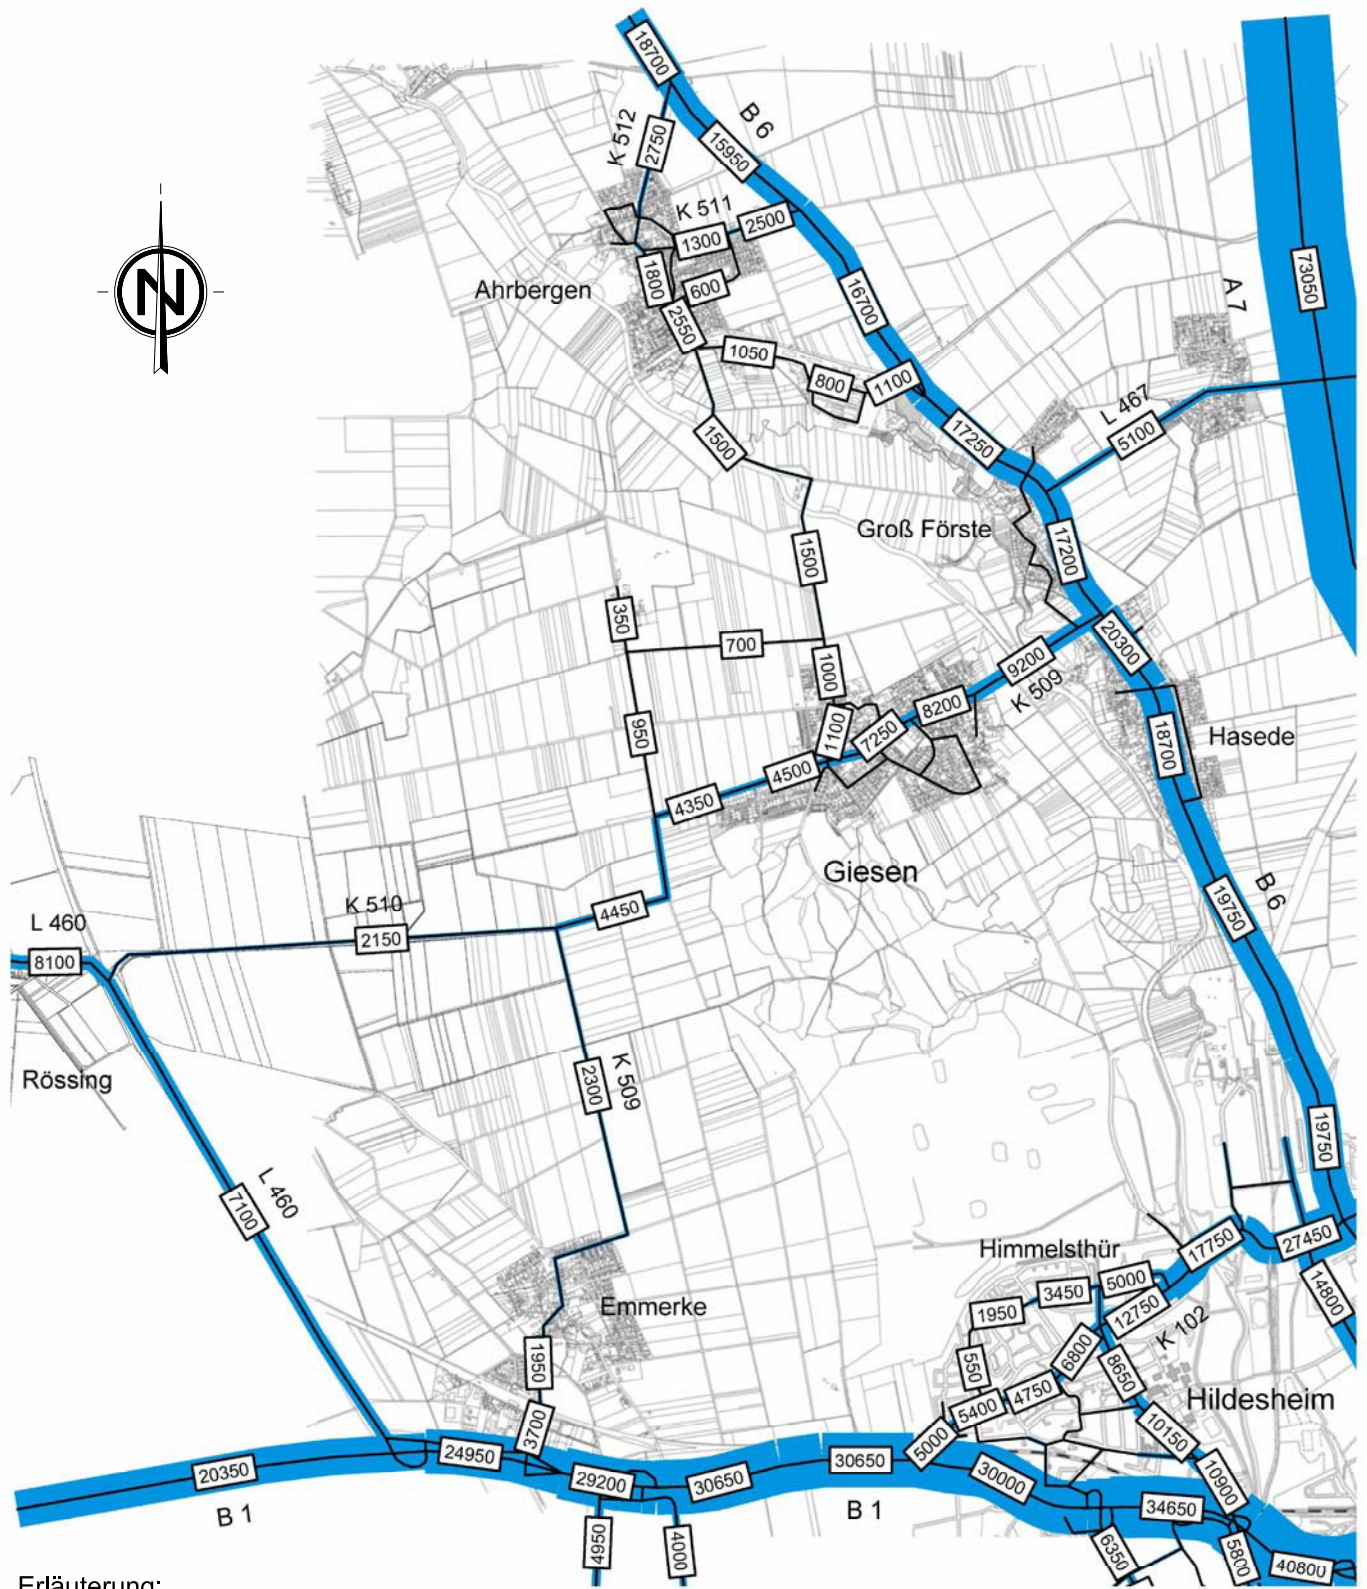 18700
B 6
K 512
2750
15950
K 511
2500
1300
73050
A 7
1800
600
Ahrbergen
16700
2550
1050
800
1100
L 467
5100
17250
1500
Groß Förste
17200
1500
350
700
20300
9200
1000
K 509
8200
950
1100
7250
18700
Hasede
4500
4350
Giesen
B 6
19750
K 510
4450
L 460
2150
8100
Rössing
2300
K 509
19750
L 460
7100
17750
27450
Himmelsthür
5000
3450
14800
1950
12750
K 102
Emmerke
6800
1950
550
8650
4750
Hildesheim
5400
3700
10150
5000
24950
20350
29200
30650
30650
30000
10900
34650
B 1
B 1
4950
4000
6350
5800
40800
N
Erläuterung: